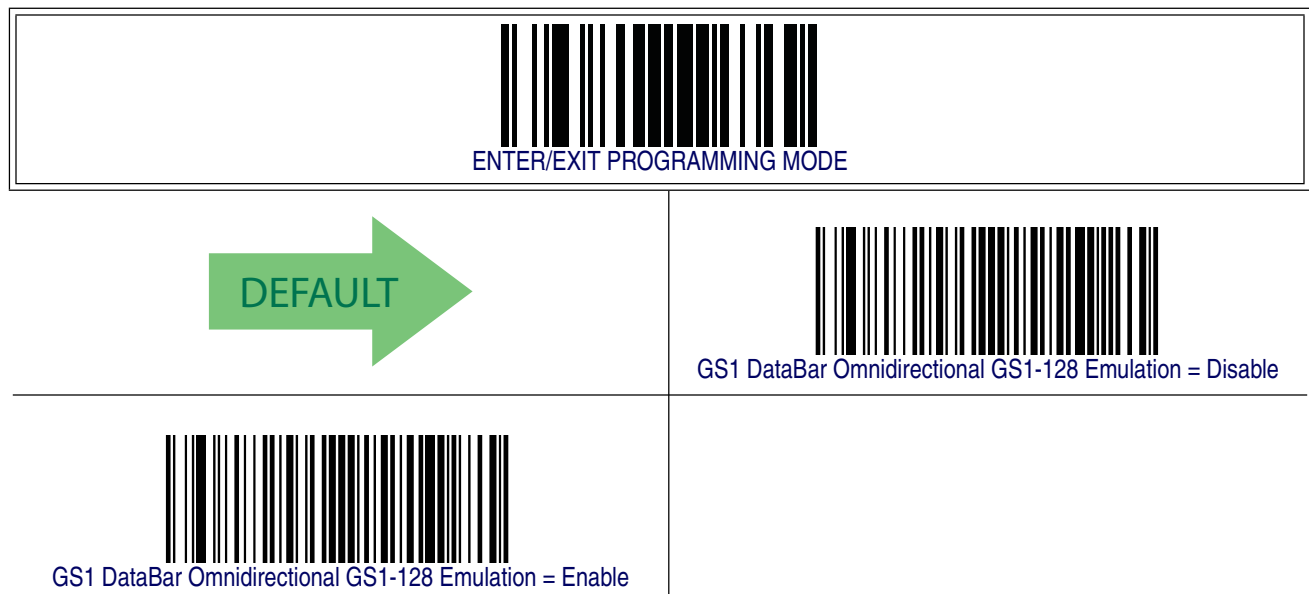 ENTER/EXIT PROGRAMMING MODE
DEFAULT
GS1 DataBar Omnidirectional GS1-128 Emulation = Disable
GS1 DataBar Omnidirectional GS1-128 Emulation = Enable